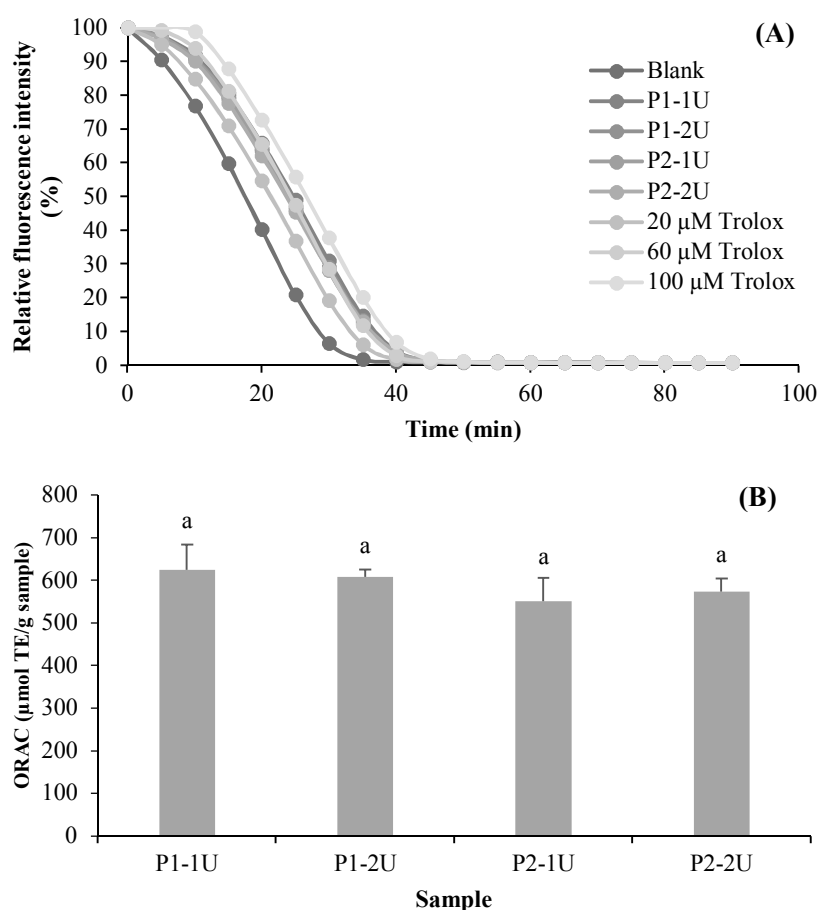 (A)
100
90
80
70
60
50
40
30
20
10
0
Relative fluorescence intensity
(%)
Blank
P1-1U
P1-2U
P2-1U
P2-2U
20 µM Trolox
60 µM Trolox
100 µM Trolox
0 20 40 60 80 100
Time (min)
(B)
800
700
600
500
400
300
200
100
0
ORAC (µmol TE/g sample)
a a a a
P1-1U P1-2U P2-1U P2-2U
Sample